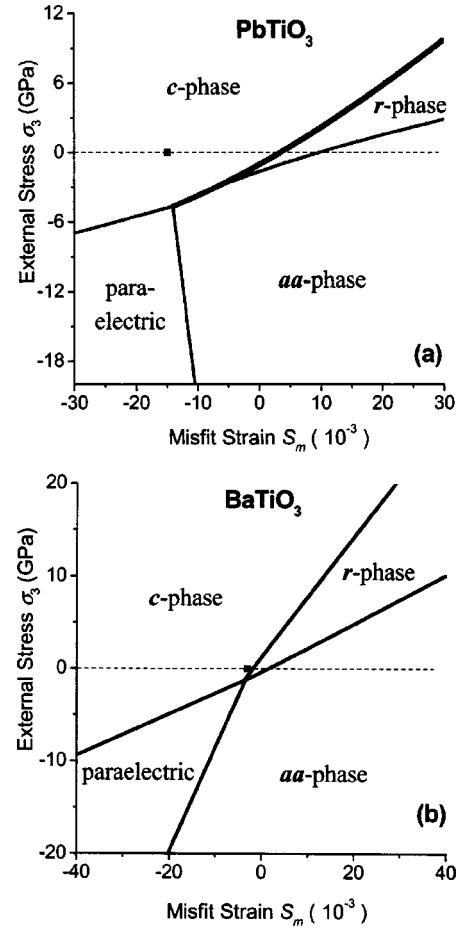 PbTiO₃
12
c-phase
r-phase
6
0
-6
-12
-18
para-
electric
aa-phase
(a)
External Stress σ₃ (GPa)
-30 -20 -10 0 10 20 30
Misfit Strain Sₘ ( 10⁻³ )
20
BaTiO₃
c-phase
r-phase
10
0
-10
-20
paraelectric
aa-phase
(b)
External Stress σ₃ (GPa)
-40 -20 0 20 40
Misfit Strain Sₘ ( 10⁻³ )